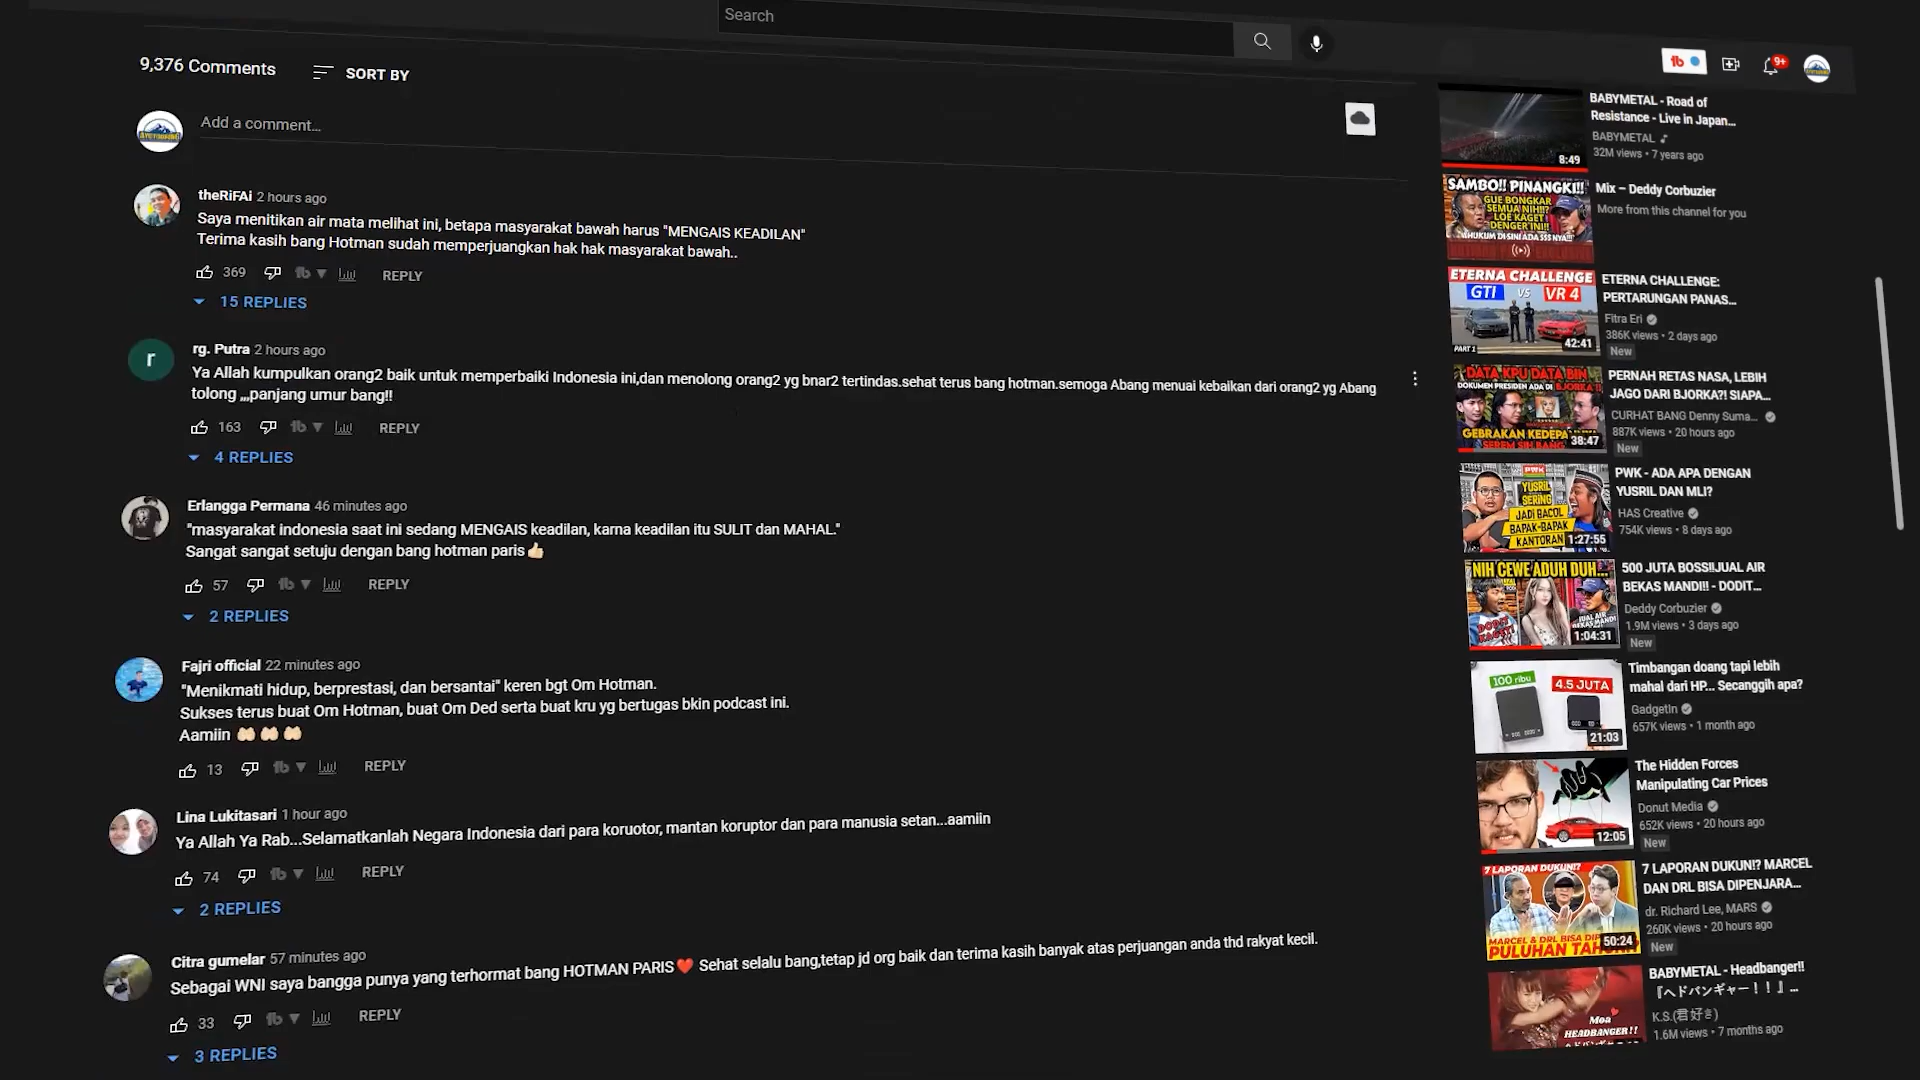 Search
9,376 Comments
SORT BY
Add a comment...
theRiFAi 2 hours ago
Saya menitikan air mata melihat ini, betapa masyarakat bawah harus "MENGAIS KEADILAN"
Terima kasih bang Hotman sudah memperjuangkan hak hak masyarakat bawah..
369
REPLY
15 REPLIES
r
rg. Putra 2 hours ago
Ya Allah kumpulkan orang2 baik untuk memperbaiki Indonesia ini,dan menolong orang2 yg bnar2 tertindas.sehat terus bang hotman.semoga Abang menuai kebaikan dari orang2 yg Abang
tolong ,,,panjang umur bang!!
163
REPLY
4 REPLIES
Erlangga Permana 46 minutes ago
"masyarakat indonesia saat ini sedang MENGAIS keadilan, karna keadilan itu SULIT dan MAHAL."
Sangat sangat setuju dengan bang hotman paris👍🏻
57
REPLY
2 REPLIES
Fajri official 22 minutes ago
"Menikmati hidup, berprestasi, dan bersantai" keren bgt Om Hotman.
Sukses terus buat Om Hotman, buat Om Ded serta buat kru yg bertugas bkin podcast ini.
Aamiin 🤲🏻🤲🏻🤲🏻
13
REPLY
Lina Lukitasari 1 hour ago
Ya Allah Ya Rab...Selamatkanlah Negara Indonesia dari para koruotor, mantan koruptor dan para manusia setan...aamiin
74
REPLY
2 REPLIES
Citra gumelar 57 minutes ago
Sebagai WNI saya bangga punya yang terhormat bang HOTMAN PARIS❤️ Sehat selalu bang,tetap jd org baik dan terima kasih banyak atas perjuangan anda thd rakyat kecil.
33
REPLY
3 REPLIES
9+
8:49
BABYMETAL - Road of
Resistance - Live in Japan...
BABYMETAL
32M views • 7 years ago
SAMBO!! PINANGKI!!
GUE BONGKAR
SEMUA NIH!!?
LOE KAGET
DENGER INI!!
HUKUM DI SINI ADA $$$ NYA!!!
Mix – Deddy Corbuzier
More from this channel for you
ETERNA CHALLENGE
GTI VS VR 4
PART 1
42:41
ETERNA CHALLENGE:
PERTARUNGAN PANAS...
Fitra Eri
386K views • 2 days ago
New
DATA KPU DATA BIN
DOKUMEN PRESIDEN ADA DI BJORKA
GEBRAKAN KEDEPA
SEREM SIH BANG
38:47
PERNAH RETAS NASA, LEBIH
JAGO DARI BJORKA?! SIAPA...
CURHAT BANG Denny Suma...
887K views • 20 hours ago
New
PWK
YUSRIL
SERING
JADI BACOL
BAPAK-BAPAK
KANTORAN
1:27:55
PWK - ADA APA DENGAN
YUSRIL DAN MLI?
HAS Creative
754K views • 8 days ago
NIH CEWE ADUH DUH...
DODIT
KAGET!
JUAL AIR
BEKAS MANDI
1:04:31
500 JUTA BOSS!!JUAL AIR
BEKAS MANDI!! - DODIT...
Deddy Corbuzier
1.9M views • 3 days ago
New
100 ribu
4.5 JUTA
21:03
Timbangan doang tapi lebih
mahal dari HP... Secanggih apa?
GadgetIn
657K views • 1 month ago
12:05
The Hidden Forces
Manipulating Car Prices
Donut Media
652K views • 20 hours ago
New
7 LAPORAN DUKUN!?
MARCEL & DRL BISA DIP
PULUHAN TAH
50:24
7 LAPORAN DUKUN!? MARCEL
DAN DRL BISA DIPENJARA...
dr. Richard Lee, MARS
260K views • 20 hours ago
New
Moa
HEADBANGER!!
BABYMETAL - Headbanger!!
『ヘドバンギャー！！』...
K.S.(君好き)
1.6M views • 7 months ago